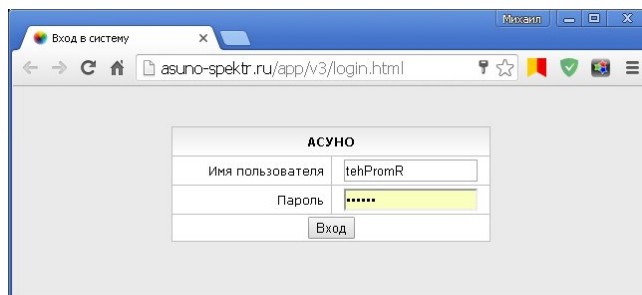 Михаил
Вход в систему
asuno-spektr.ru/app/v3/login.html
АСУНО
Имя пользователя tehPromR
Пароль ••••••
Вход